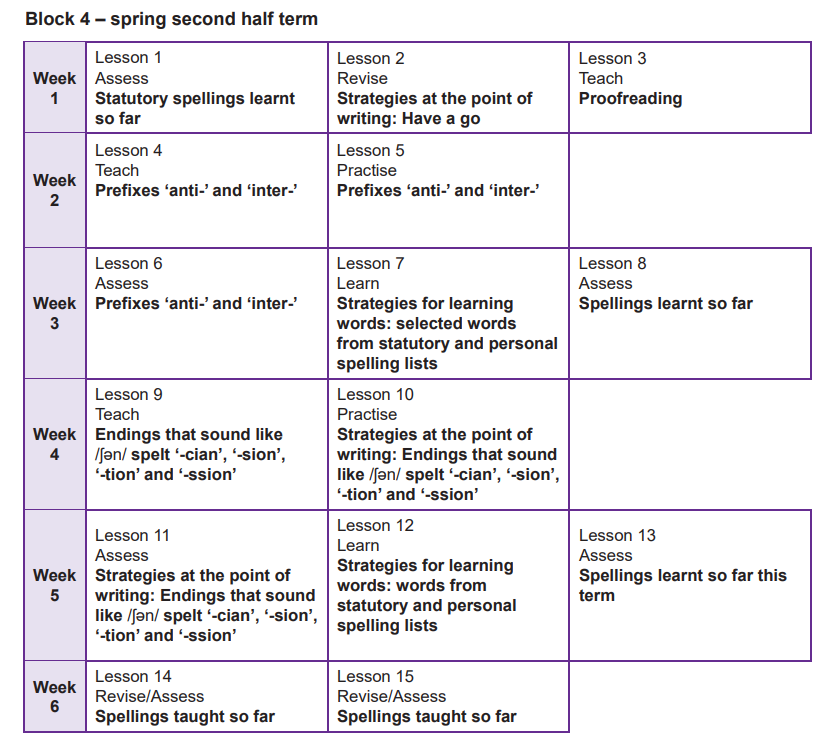 Block 4 – spring second half term
Week
1
Lesson 1
Assess
Statutory spellings learnt
so far
Lesson 2
Revise
Strategies at the point of
writing: Have a go
Lesson 3
Teach
Proofreading
Week
2
Lesson 4
Teach
Prefixes ‘anti-’ and ‘inter-’
Lesson 5
Practise
Prefixes ‘anti-’ and ‘inter-’
Week
3
Lesson 6
Assess
Prefixes ‘anti-’ and ‘inter-’
Lesson 7
Learn
Strategies for learning
words: selected words
from statutory and personal
spelling lists
Lesson 8
Assess
Spellings learnt so far
Week
4
Lesson 9
Teach
Endings that sound like
/ʃən/ spelt ‘-cian’, ‘-sion’,
‘-tion’ and ‘-ssion’
Lesson 10
Practise
Strategies at the point of
writing: Endings that sound
like /ʃən/ spelt ‘-cian’, ‘-sion’,
‘-tion’ and ‘-ssion’
Week
5
Lesson 11
Assess
Strategies at the point of
writing: Endings that sound
like /ʃən/ spelt ‘-cian’, ‘-sion’,
‘-tion’ and ‘-ssion’
Lesson 12
Learn
Strategies for learning
words: words from
statutory and personal
spelling lists
Lesson 13
Assess
Spellings learnt so far this
term
Week
6
Lesson 14
Revise/Assess
Spellings taught so far
Lesson 15
Revise/Assess
Spellings taught so far